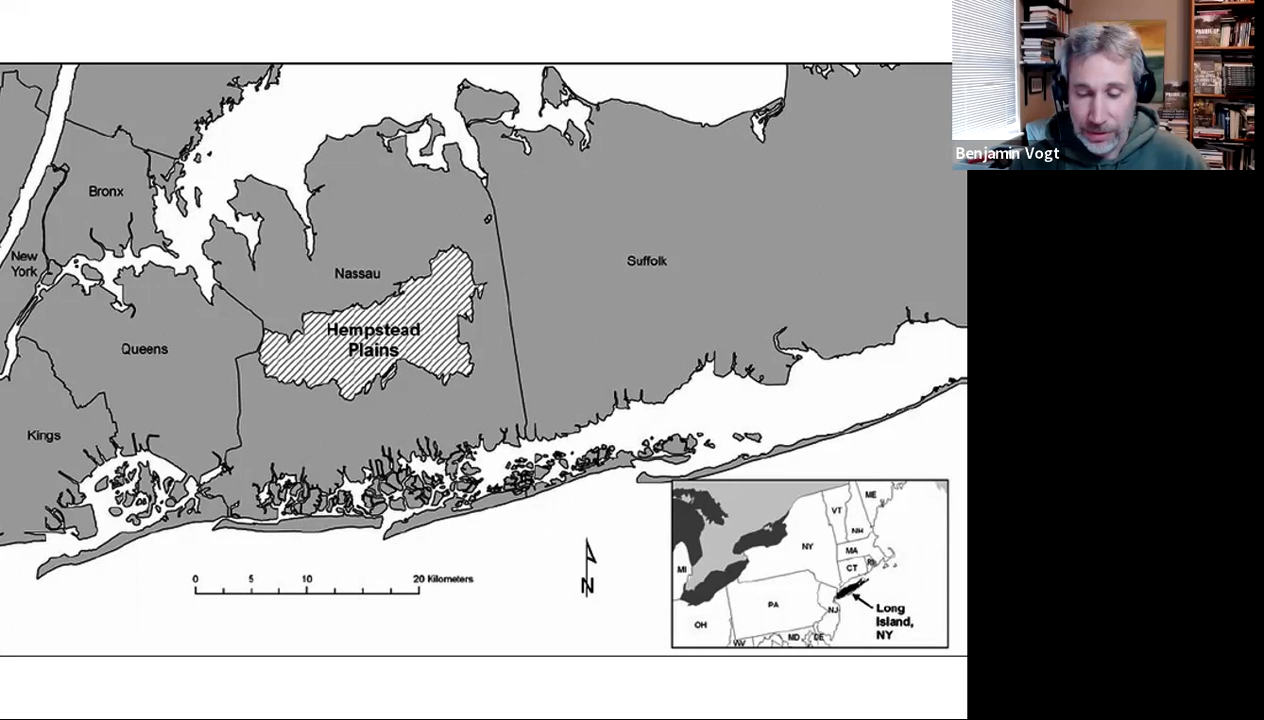 Benjamin Vogt
Bronx
New
York
Nassau
Suffolk
Hempstead
Plains
Queens
Kings
0 5 10 20 Kilometers
N
ME
VT
NH
NY
MA
CT
RI
MI
PA
NJ
OH
MD
DE
WV
Long
Island,
NY